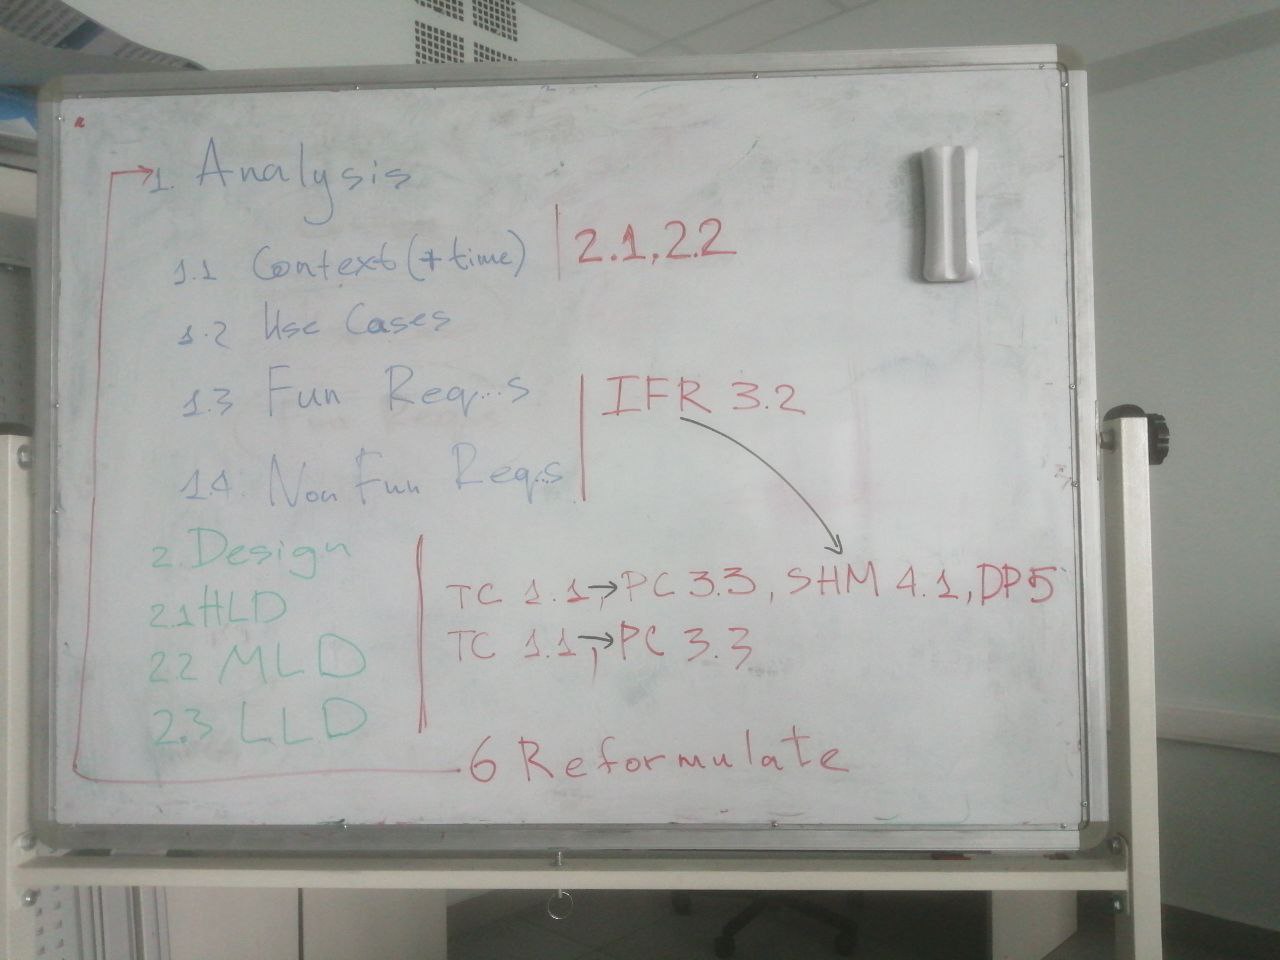 1. Analysis
1.1 Context (+ time) | 2.1, 2.2
1.2 Use Cases
1.3 Fun Req..s | IFR 3.2
1.4. Non Fun Req..s
2. Design
2.1 HLD
TC 1.1, → PC 3.3, SHM 4.1, DP5
TC 1.1, → PC 3.3
2.2 MLD
2.3 LLD
6 Reformulate